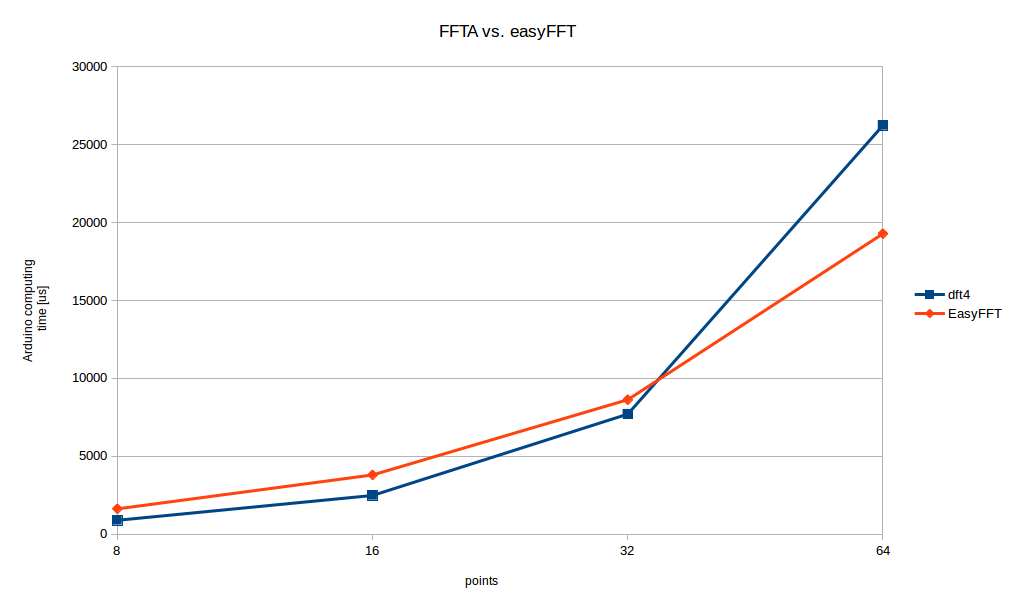 FFTA vs. easyFFT
30000
25000
20000
15000
10000
5000
0
Arduino computing
time [us]
8 16 32 64
points
dft4
EasyFFT